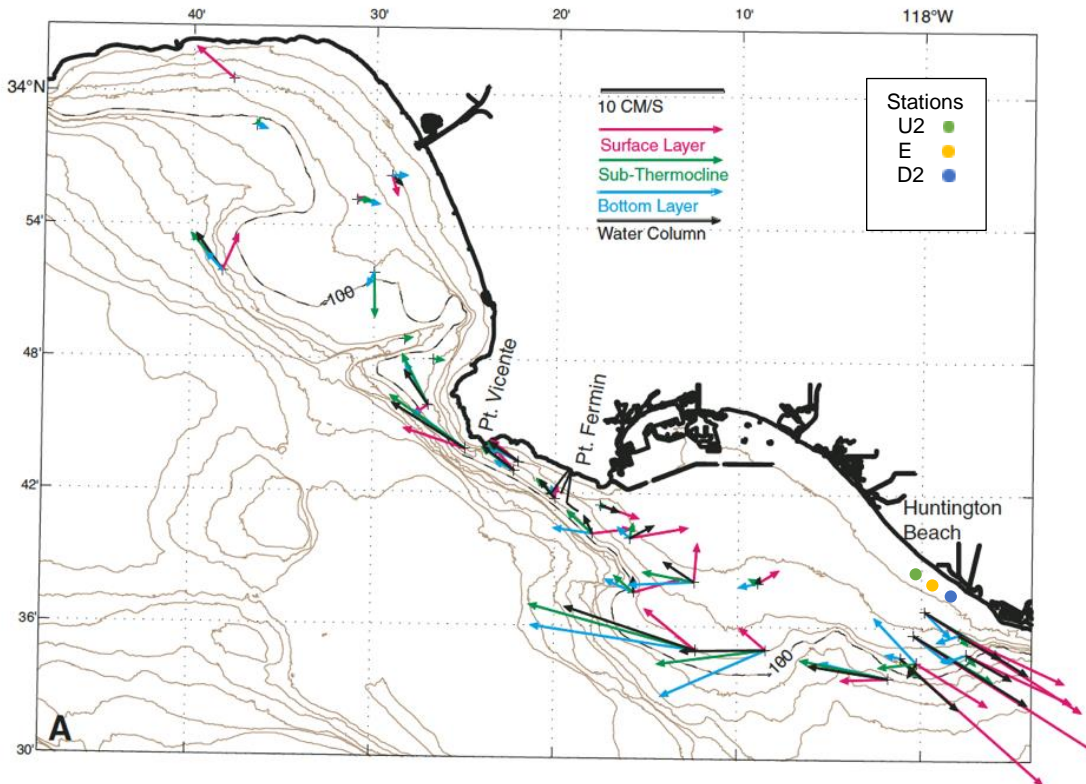 40'
30'
20'
10'
118°W
34°N
54'
48'
42'
36'
30'
10 CM/S
Surface Layer
Sub-Thermocline
Bottom Layer
Water Column
Stations
U2
E
D2
-100
Pt. Vicente
Pt. Fermin
Huntington
Beach
100
A